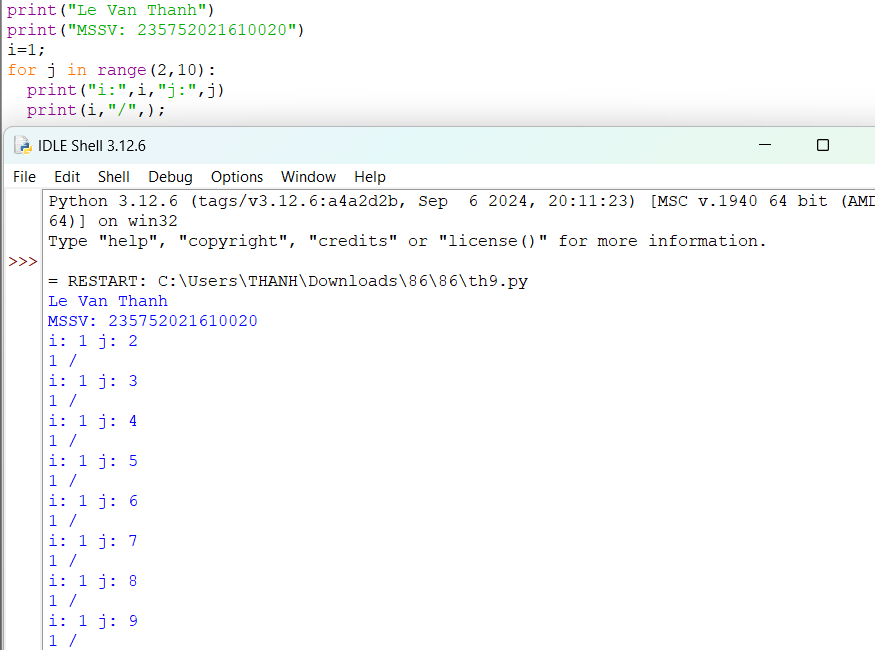 print("Le Van Thanh")
print("MSSV: 235752021610020")
i=1;
for j in range(2,10):
  print("i:",i,"j:",j)
  print(i,"/",);
IDLE Shell 3.12.6
File Edit Shell Debug Options Window Help
Python 3.12.6 (tags/v3.12.6:a4a2d2b, Sep  6 2024, 20:11:23) [MSC v.1940 64 bit (AMD
64)] on win32
Type "help", "copyright", "credits" or "license()" for more information.
>>>
= RESTART: C:\Users\THANH\Downloads\86\86\th9.py
Le Van Thanh
MSSV: 235752021610020
i: 1 j: 2
1 /
i: 1 j: 3
1 /
i: 1 j: 4
1 /
i: 1 j: 5
1 /
i: 1 j: 6
1 /
i: 1 j: 7
1 /
i: 1 j: 8
1 /
i: 1 j: 9
1 /